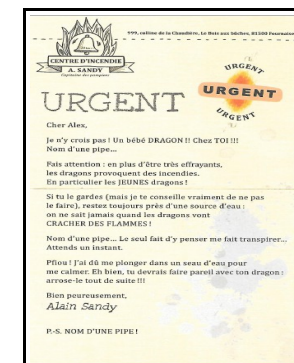 999, colline de la Chaudière, Le Bois aux Bûches, 81500 Fournaise
CENTRE D'INCENDIE
A. SANDY
URGENT
URGENT
URGENT
URGENT
Cher Alex,
Je n'y crois pas ! Un bébé DRAGON !! Chez TOI !!!
Nom d'une pipe...
Fais attention : en plus d'être très effrayants,
les dragons provoquent des incendies.
En particulier les JEUNES dragons !
Si tu le gardes (mais je te conseille vraiment de ne pas
le faire), restez toujours près d'une source d'eau :
on ne sait jamais quand les dragons vont
CRACHER DES FLAMMES !
Nom d'une pipe... Le seul fait d'y penser me fait transpirer...
Attends un instant.
Pfiou ! J'ai dû me plonger dans un seau d'eau pour
me calmer. Eh bien, tu devrais faire pareil avec ton dragon :
arrose-le tout de suite !!!
Bien peureusement,
Alain Sandy
P.-S. NOM D'UNE PIPE !